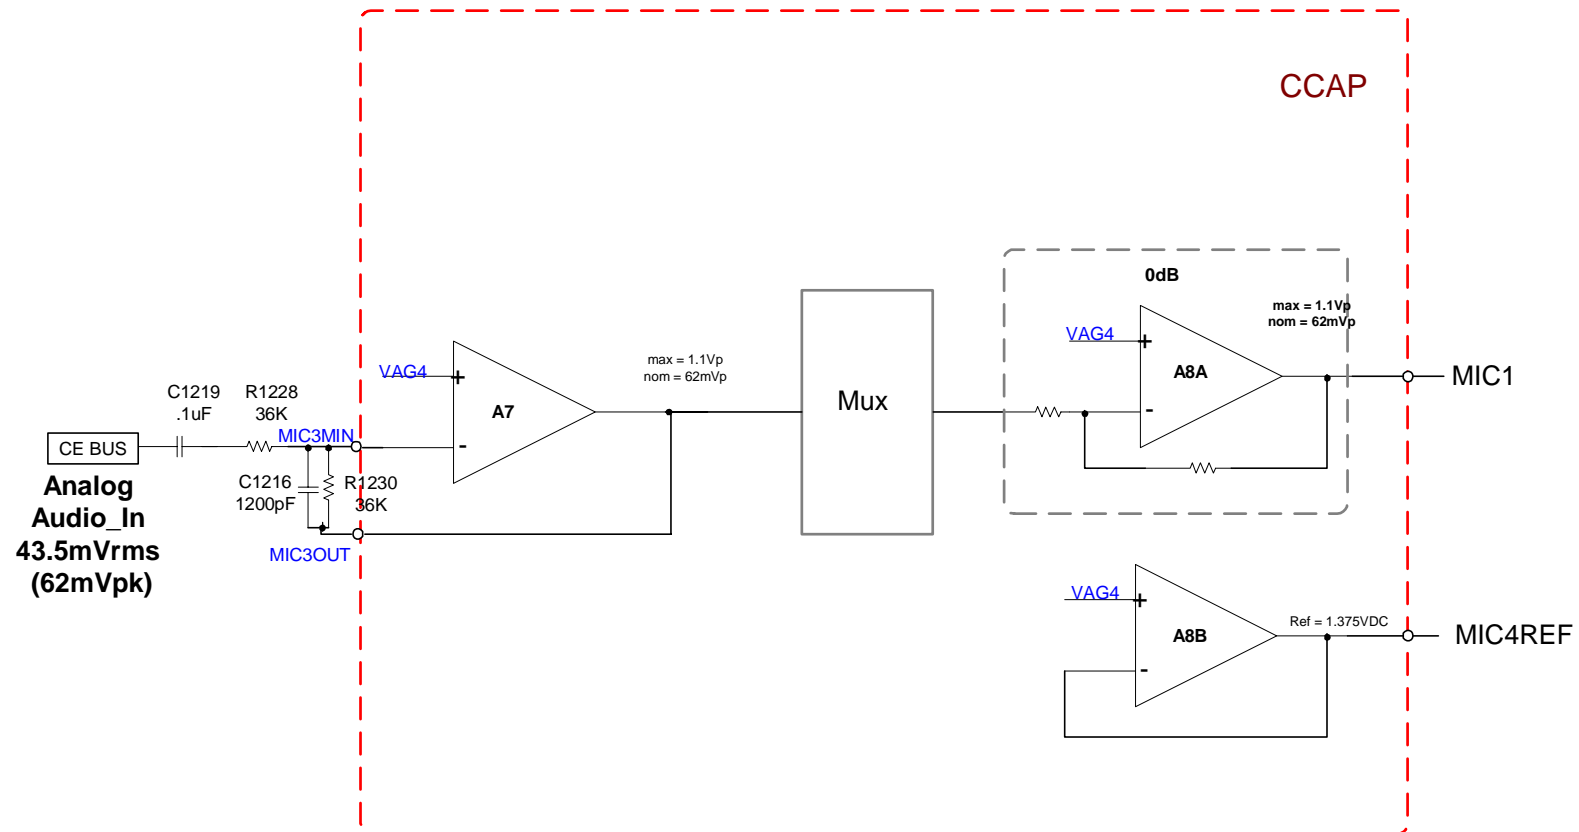 CCAP
0dB
max = 1.1Vp
nom = 62mVp
VAG4
+
A8A
-
MIC1
max = 1.1Vp
nom = 62mVp
VAG4
+
A7
-
Mux
C1219
.1uF
R1228
36K
MIC3MIN
CE BUS
C1216
1200pF
R1230
36K
Analog
Audio_In
43.5mVrms
(62mVpk)
MIC3OUT
VAG4
+
A8B
-
Ref = 1.375VDC
MIC4REF